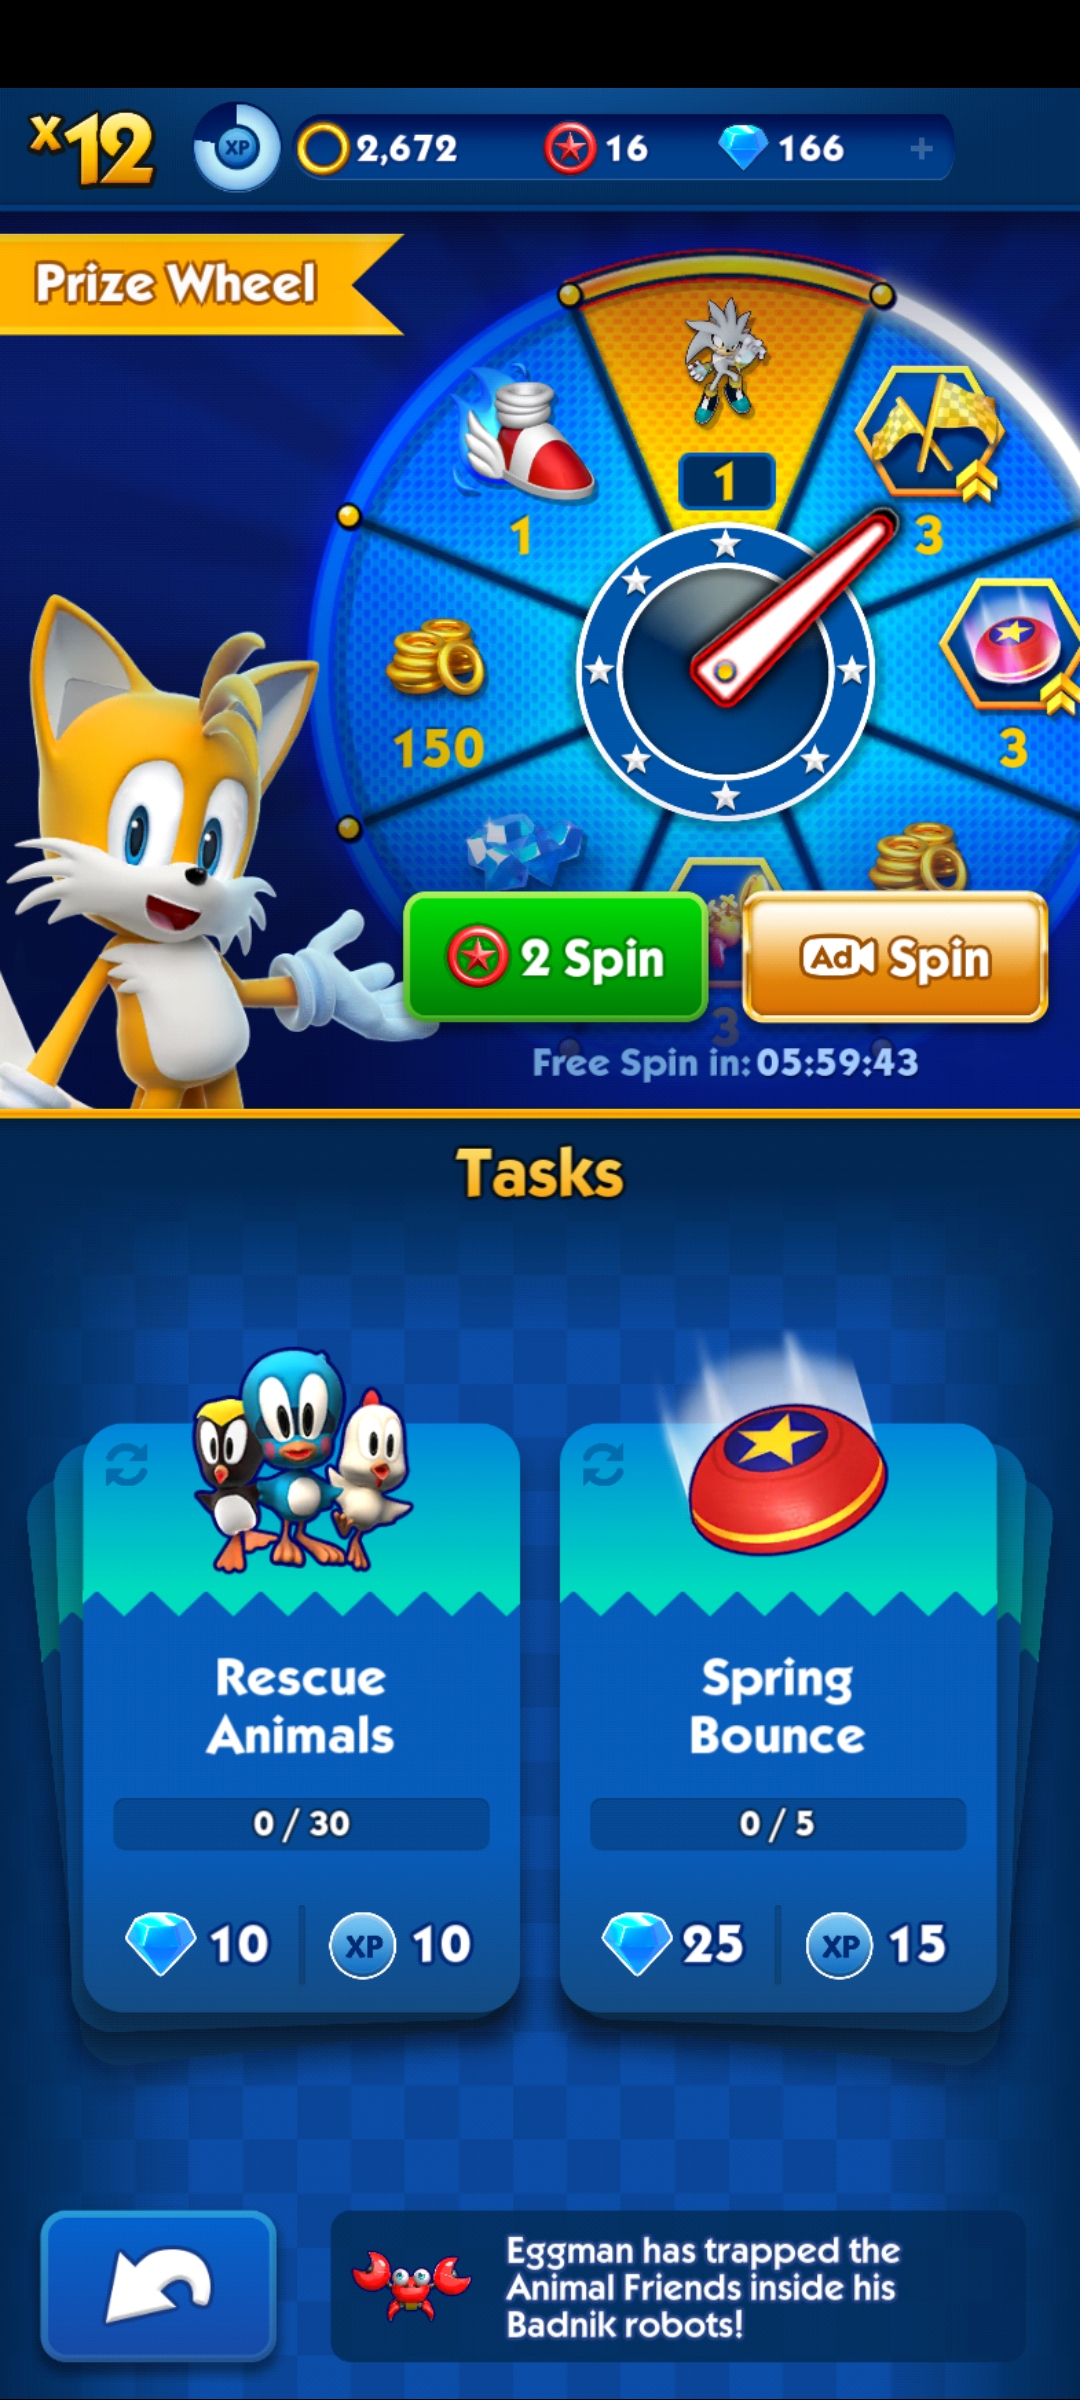 x12
XP
2,672
16
166
+
Prize Wheel
1
1
3
150
3
2 Spin
Ad Spin
3
Free Spin in: 05:59:43
Tasks
Rescue
Animals
0 / 30
10
XP
10
Spring
Bounce
0 / 5
25
XP
15
Eggman has trapped the
Animal Friends inside his
Badnik robots!